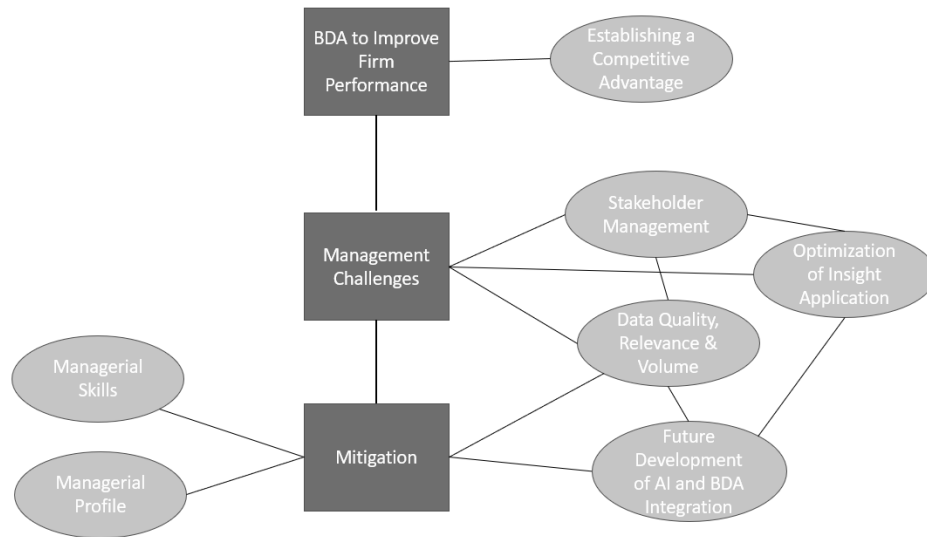 BDA to Improve
Firm
Performance
Establishing a
Competitive
Advantage
Stakeholder
Management
Management
Challenges
Optimization
of Insight
Application
Data Quality,
Relevance &
Volume
Managerial
Skills
Mitigation
Future
Development
of AI and BDA
Integration
Managerial
Profile